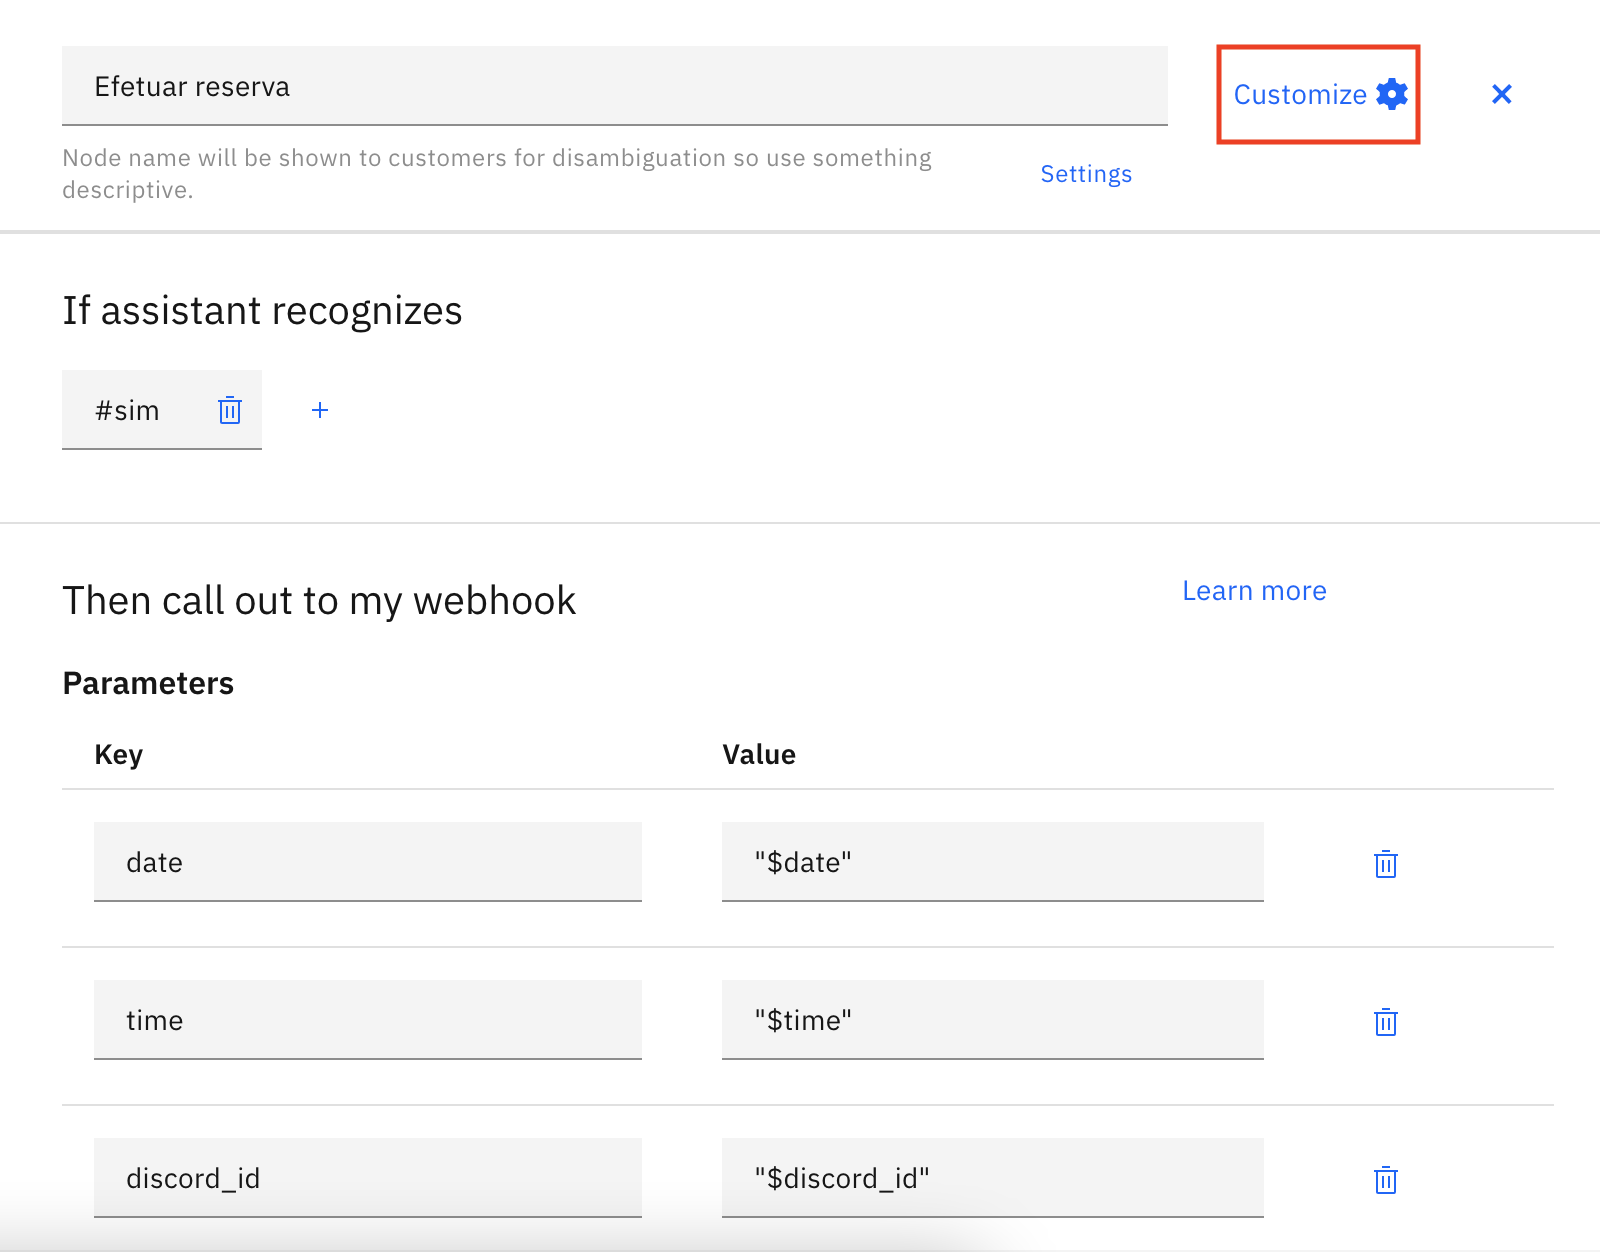 Efetuar reserva
Customize
Node name will be shown to customers for disambiguation so use something
descriptive.
Settings
If assistant recognizes
#sim
Then call out to my webhook
Learn more
Parameters
Key Value
date "$date"
time "$time"
discord_id "$discord_id"